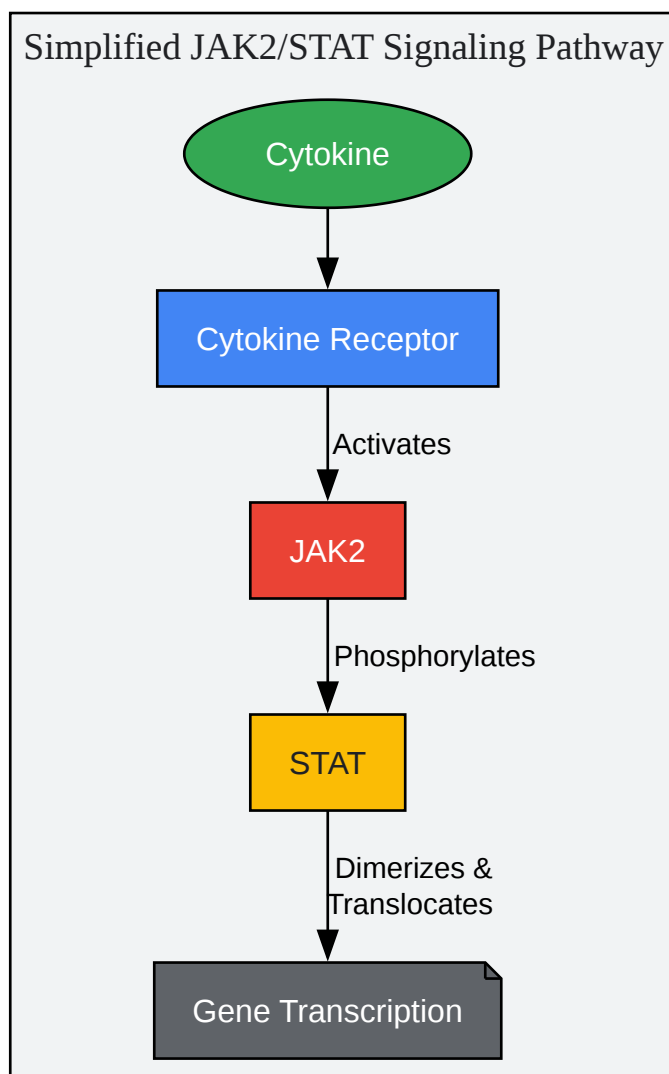 Simplified JAK2/STAT Signaling Pathway
Cytokine
Cytokine Receptor
Activates
JAK2
Phosphorylates
STAT
Dimerizes &
Translocates
Gene Transcription